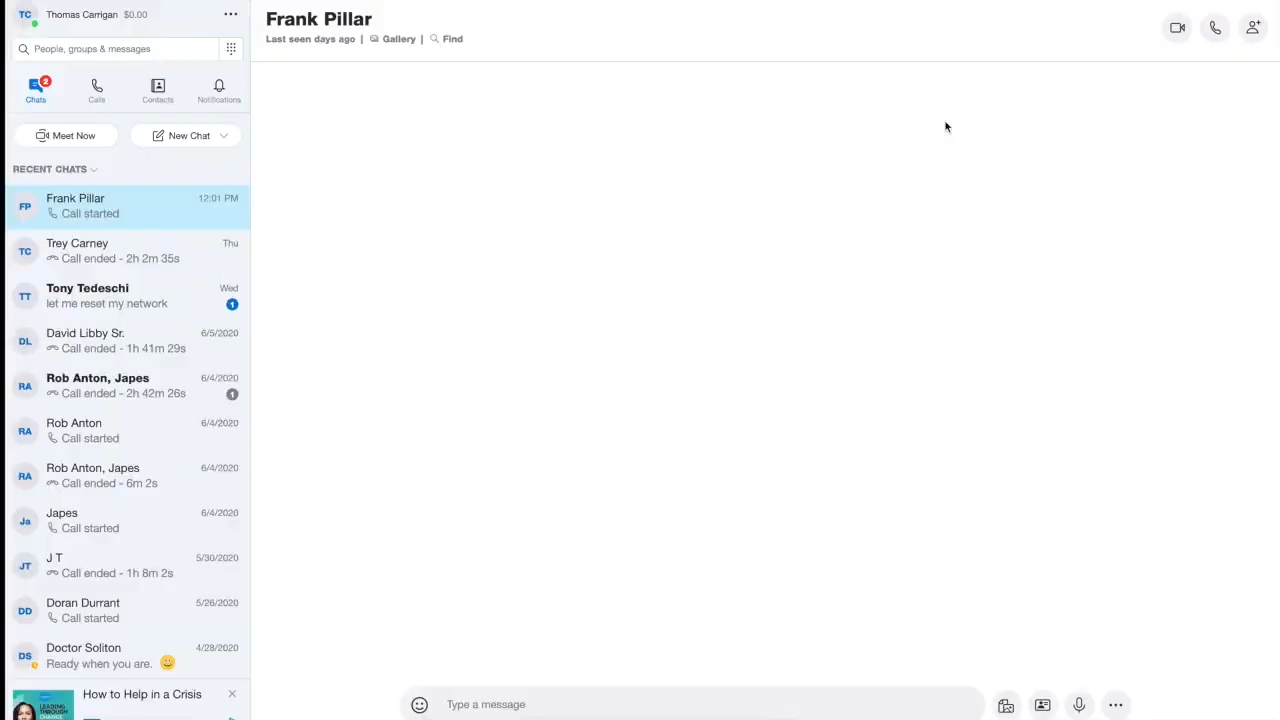 TC Thomas Carrigan $0.00
People, groups & messages
Chats 2
Calls
Contacts
Notifications
Meet Now
New Chat
RECENT CHATS
FP Frank Pillar 12:01 PM
Call started
TC Trey Carney Thu
Call ended - 2h 2m 35s
TT Tony Tedeschi Wed
let me reset my network 1
DL David Libby Sr. 6/5/2020
Call ended - 1h 41m 29s
RA Rob Anton, Japes 6/4/2020
Call ended - 2h 42m 26s 1
RA Rob Anton 6/4/2020
Call started
RA Rob Anton, Japes 6/4/2020
Call ended - 6m 2s
Ja Japes 6/4/2020
Call started
JT J T 5/30/2020
Call ended - 1h 8m 2s
DD Doran Durrant 5/26/2020
Call started
DS Doctor Soliton 4/28/2020
Ready when you are.
How to Help in a Crisis
LEADING
THROUGH
CHANGE
Frank Pillar
Last seen days ago | Gallery | Find
Type a message